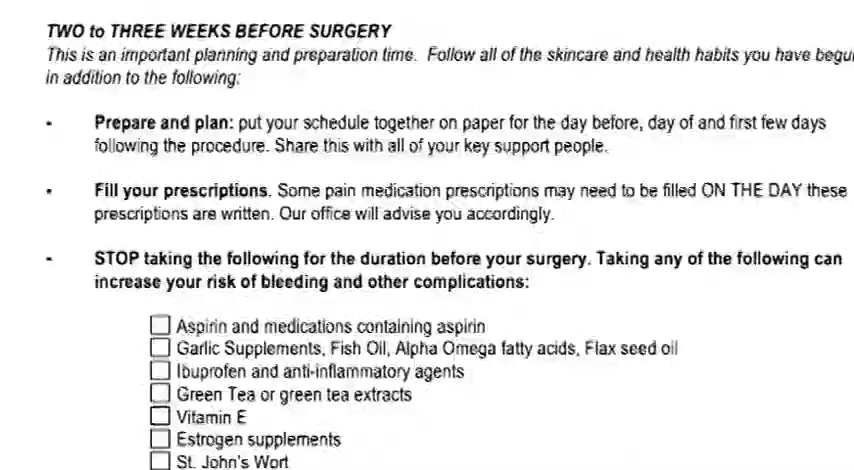 TWO to THREE WEEKS BEFORE SURGERY
This is an important planning and preparation time. Follow all of the skincare and health habits you have begu
in addition to the following:
- Prepare and plan: put your schedule together on paper for the day before, day of and first few days
following the procedure. Share this with all of your key support people.
- Fill your prescriptions. Some pain medication prescriptions may need to be filled ON THE DAY these
prescriptions are written. Our office will advise you accordingly.
- STOP taking the following for the duration before your surgery. Taking any of the following can
increase your risk of bleeding and other complications:
Aspirin and medications containing aspirin
Garlic Supplements, Fish Oil, Alpha Omega fatty acids, Flax seed oil
Ibuprofen and anti-inflammatory agents
Green Tea or green tea extracts
Vitamin E
Estrogen supplements
St. John's Wort